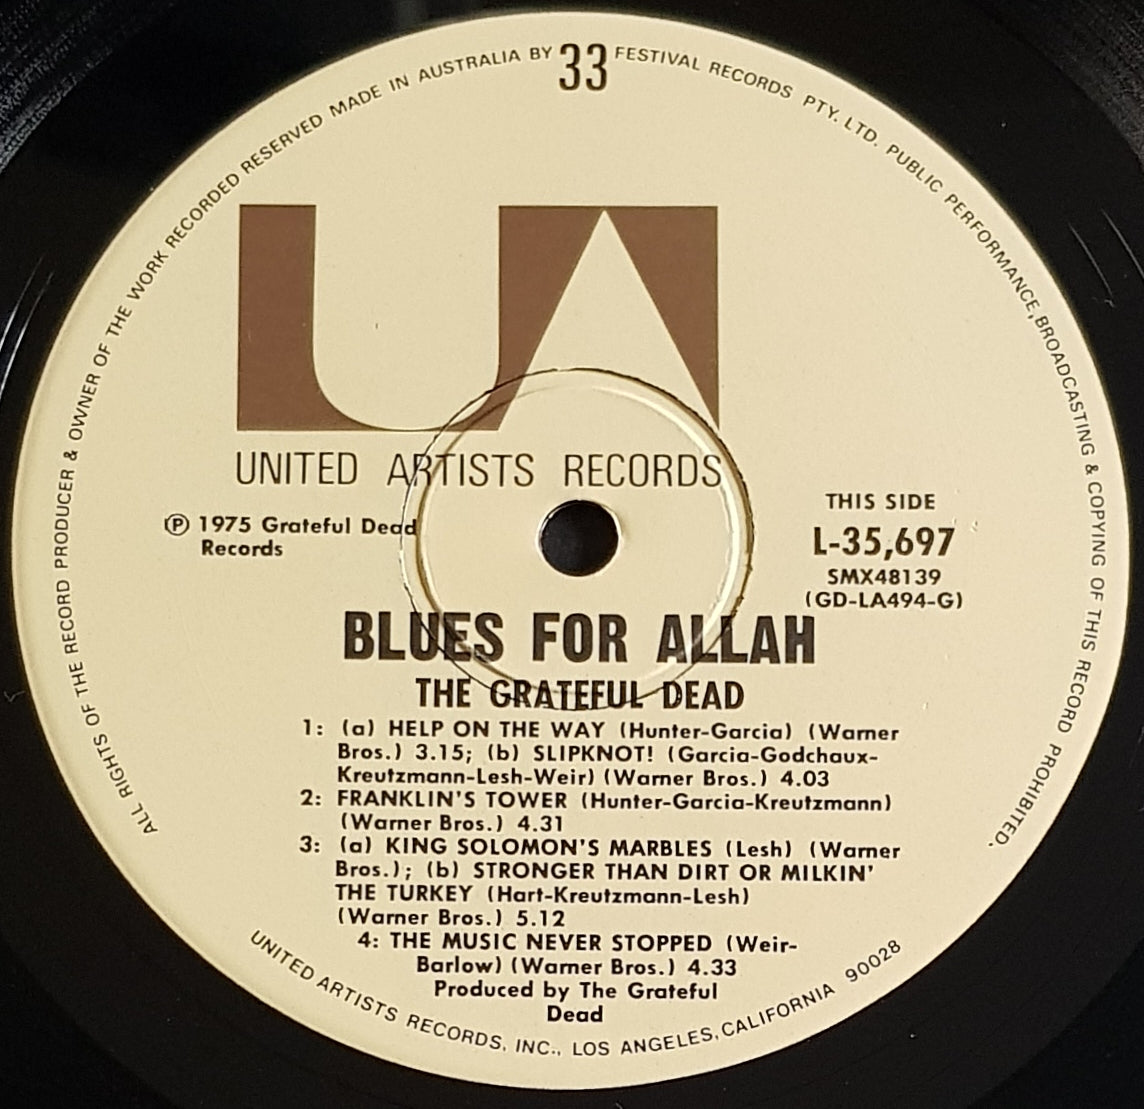 ALL RIGHTS OF THE RECORD PRODUCER & OWNER OF THE WORK RECORDED RESERVED MADE IN AUSTRALIA BY 33 FESTIVAL RECORDS PTY. LTD. PUBLIC PERFORMANCE, BROADCASTING & COPYING OF THIS RECORD PROHIBITED.
UA
UNITED ARTISTS RECORDS
℗ 1975 Grateful Dead
Records
THIS SIDE
L-35,697
SMX48139
(GD-LA494-G)
BLUES FOR ALLAH
THE GRATEFUL DEAD
1: (a) HELP ON THE WAY (Hunter-Garcia) (Warner
Bros.) 3.15; (b) SLIPKNOT! (Garcia-Godchaux-
Kreutzmann-Lesh-Weir) (Warner Bros.) 4.03
2: FRANKLIN'S TOWER (Hunter-Garcia-Kreutzmann)
(Warner Bros.) 4.31
3: (a) KING SOLOMON'S MARBLES (Lesh) (Warner
Bros.); (b) STRONGER THAN DIRT OR MILKIN'
THE TURKEY (Hart-Kreutzmann-Lesh)
(Warner Bros.) 5.12
4: THE MUSIC NEVER STOPPED (Weir-
Barlow) (Warner Bros.) 4.33
Produced by The Grateful
Dead
UNITED ARTISTS RECORDS, INC., LOS ANGELES, CALIFORNIA 90028